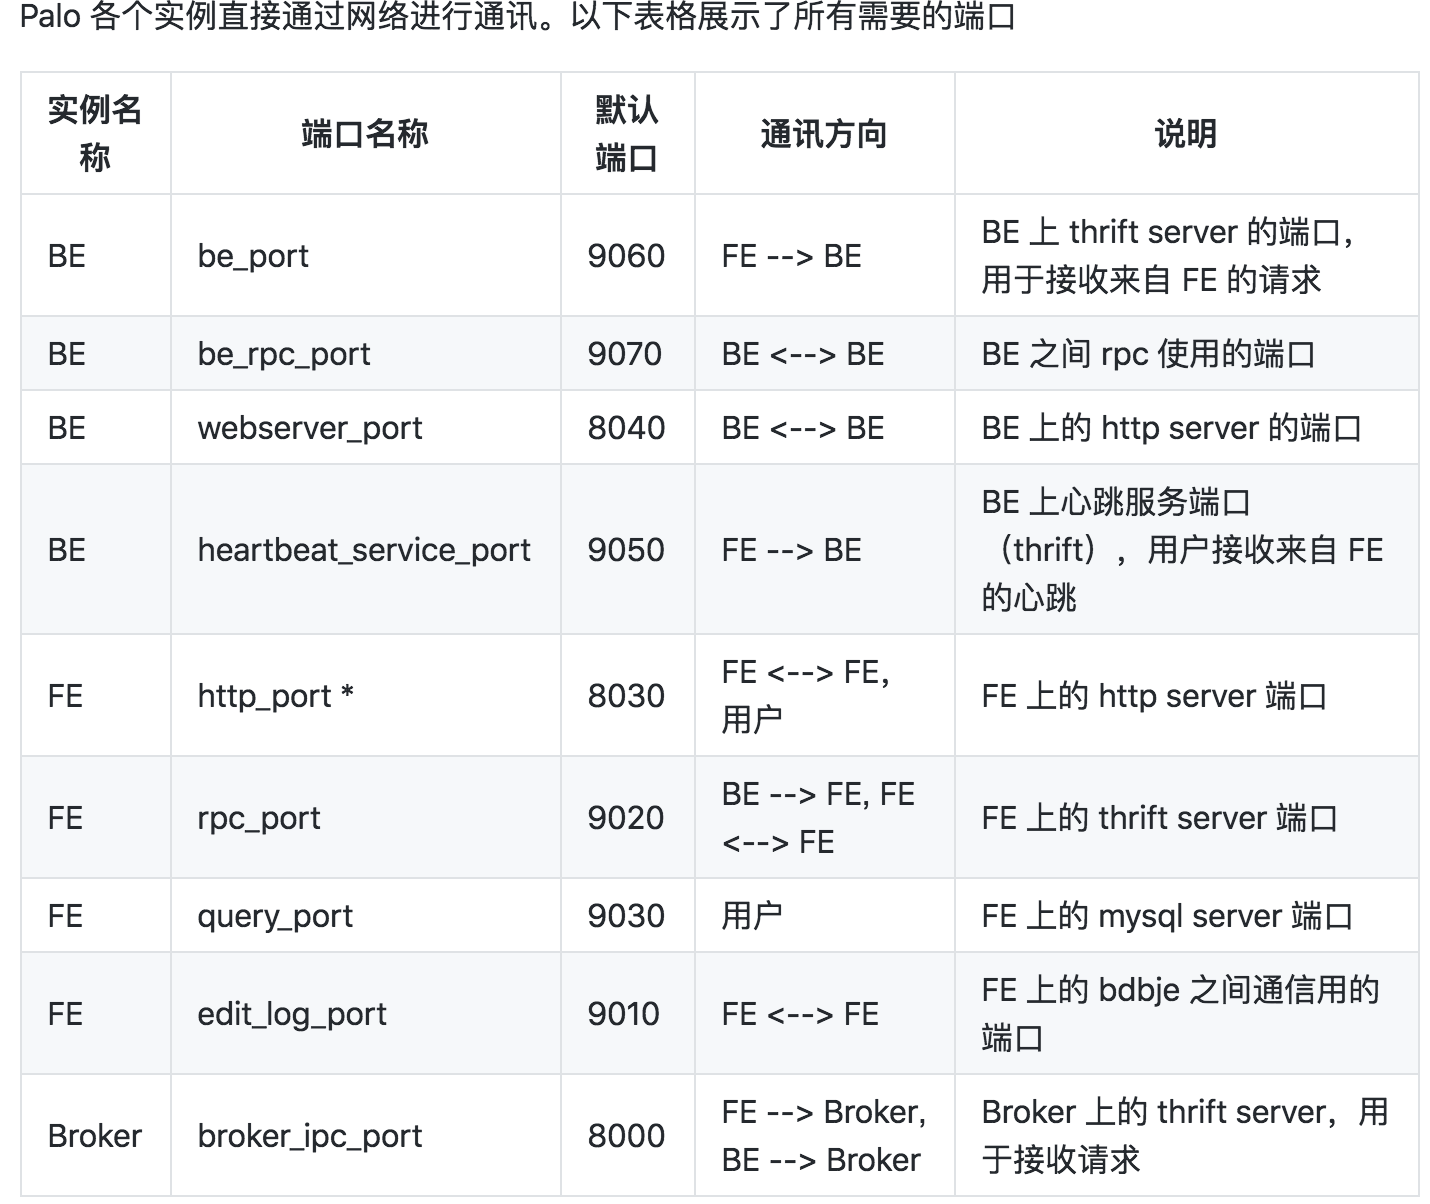 Palo 各个实例直接通过网络进行通讯。以下表格展示了所有需要的端口
实例名
称
端口名称
默认
端口
通讯方向
说明
BE
be_port
9060
FE --> BE
BE 上 thrift server 的端口，
用于接收来自 FE 的请求
BE
be_rpc_port
9070
BE <--> BE
BE 之间 rpc 使用的端口
BE
webserver_port
8040
BE <--> BE
BE 上的 http server 的端口
BE
heartbeat_service_port
9050
FE --> BE
BE 上心跳服务端口
（thrift），用户接收来自 FE
的心跳
FE
http_port *
8030
FE <--> FE，
用户
FE 上的 http server 端口
FE
rpc_port
9020
BE --> FE, FE
<--> FE
FE 上的 thrift server 端口
FE
query_port
9030
用户
FE 上的 mysql server 端口
FE
edit_log_port
9010
FE <--> FE
FE 上的 bdbje 之间通信用的
端口
Broker
broker_ipc_port
8000
FE --> Broker,
BE --> Broker
Broker 上的 thrift server，用
于接收请求